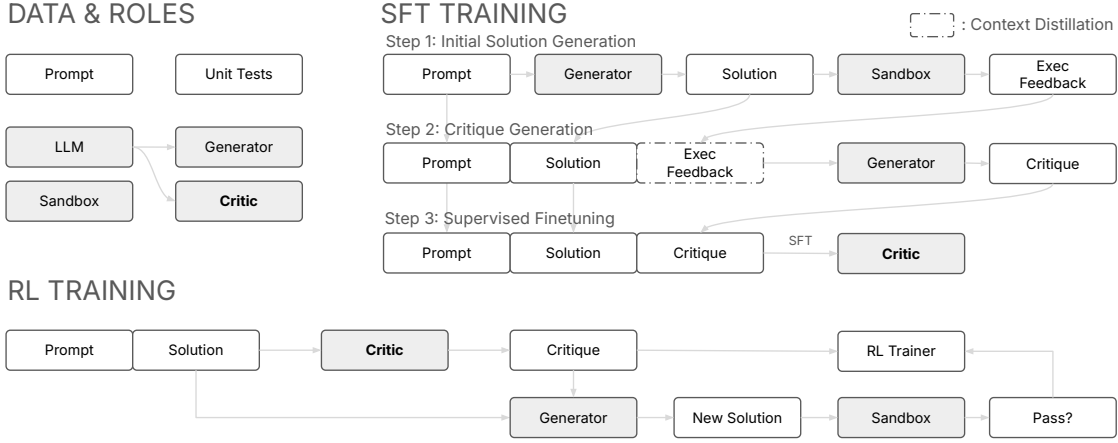 DATA & ROLES
Prompt
Unit Tests
LLM
Generator
Sandbox
Critic
SFT TRAINING
: Context Distillation
Step 1: Initial Solution Generation
Prompt
Generator
Solution
Sandbox
Exec
Feedback
Step 2: Critique Generation
Prompt
Solution
Exec
Feedback
Generator
Critique
Step 3: Supervised Finetuning
Prompt
Solution
Critique
SFT
Critic
RL TRAINING
Prompt
Solution
Critic
Critique
RL Trainer
Generator
New Solution
Sandbox
Pass?